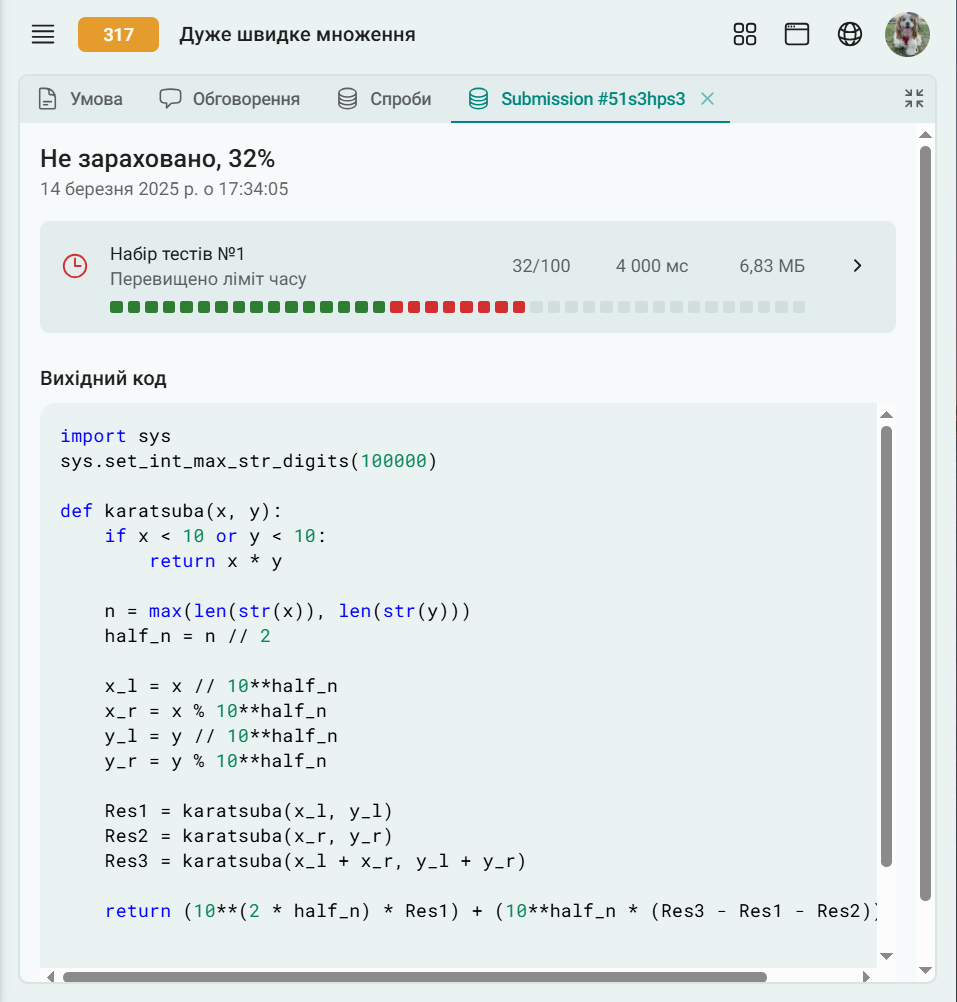 317 Дуже швидке множення
Умова Обговорення Спроби Submission #51s3hps3
Не зараховано, 32%
14 березня 2025 р. о 17:34:05
Набір тестів №1
Перевищено ліміт часу
32/100 4 000 мс 6,83 МБ
Вихідний код
import sys
sys.set_int_max_str_digits(100000)
def karatsuba(x, y):
    if x < 10 or y < 10:
        return x * y
    n = max(len(str(x)), len(str(y)))
    half_n = n // 2
    x_l = x // 10**half_n
    x_r = x % 10**half_n
    y_l = y // 10**half_n
    y_r = y % 10**half_n
    Res1 = karatsuba(x_l, y_l)
    Res2 = karatsuba(x_r, y_r)
    Res3 = karatsuba(x_l + x_r, y_l + y_r)
    return (10**(2 * half_n) * Res1) + (10**half_n * (Res3 - Res1 - Res2))